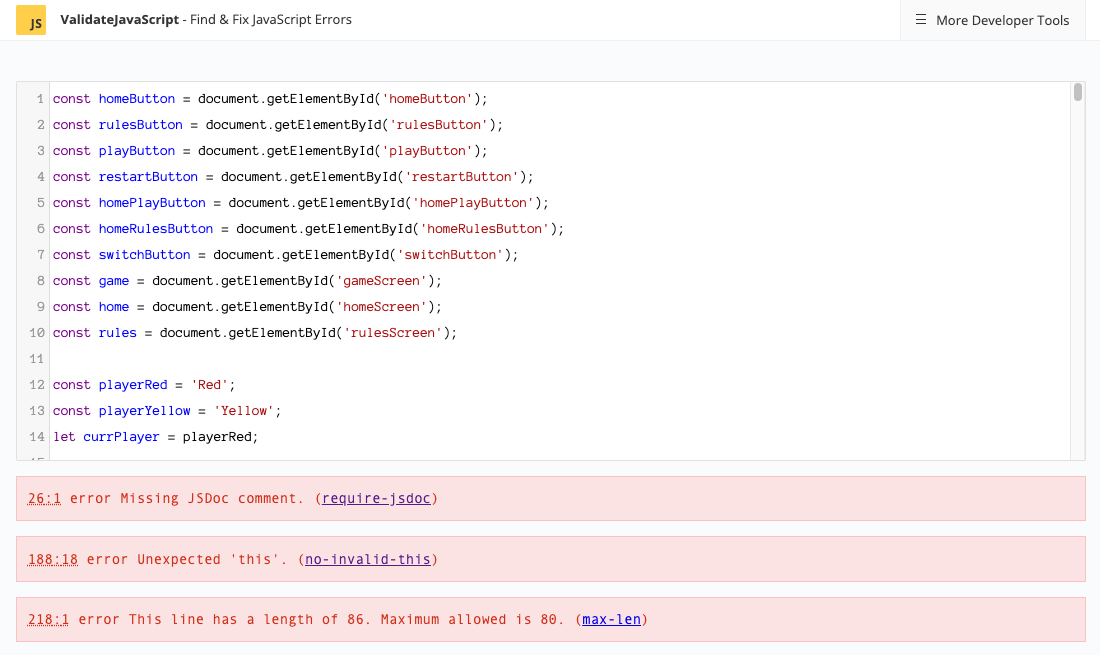 JS ValidateJavaScript - Find & Fix JavaScript Errors
☰ More Developer Tools
1 const homeButton = document.getElementById('homeButton');
2 const rulesButton = document.getElementById('rulesButton');
3 const playButton = document.getElementById('playButton');
4 const restartButton = document.getElementById('restartButton');
5 const homePlayButton = document.getElementById('homePlayButton');
6 const homeRulesButton = document.getElementById('homeRulesButton');
7 const switchButton = document.getElementById('switchButton');
8 const game = document.getElementById('gameScreen');
9 const home = document.getElementById('homeScreen');
10 const rules = document.getElementById('rulesScreen');
11
12 const playerRed = 'Red';
13 const playerYellow = 'Yellow';
14 let currPlayer = playerRed;
26:1 error Missing JSDoc comment. (require-jsdoc)
188:18 error Unexpected 'this'. (no-invalid-this)
218:1 error This line has a length of 86. Maximum allowed is 80. (max-len)